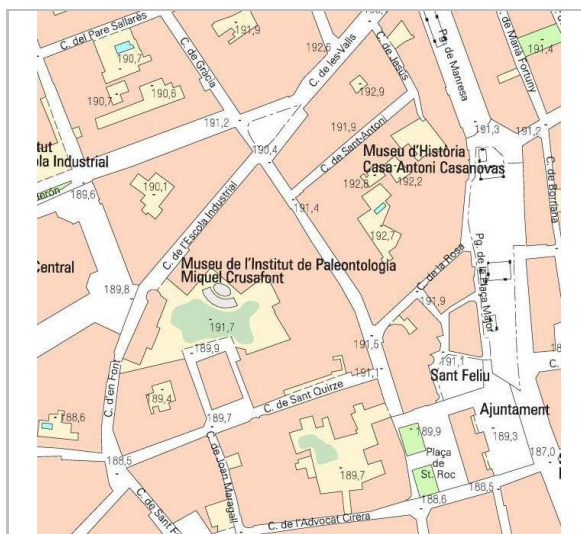 C. del Pare Sallarès
191,9
190,7
C. de Gracia
192,6
C. de les Valls
C. de Jesús
Pg. de Manresa
C. de Marià Fortuny
191,4
190,7
190,6
192,9
191,2
191,9
191,3
191,2
ola Industrial
190,4
C. de Sant Antoni
Museu d'Història
Casa Antoni Casanovas
192,8
192,2
C. de Borriana
189,6
190,1
191,4
C. de l'Escola Industrial
192,7
Pg. de la Plaça Major
Central
Museu de l'Institut de Paleontologia
Miquel Crusafont
C. de la Rosa
189,8
191,9
191,7
189,9
191,5
191,1
191,1
Sant Feliu
C. d'en Font
189,4
C. de Sant Quirze
188,6
189,7
Ajuntament
C. de Joan Maragall
189,9
189,3
Plaça
de
St. Roc
187,0
188,5
189,7
188,5
188,6
C. de Sant F
C. de l'Advocat Cirera